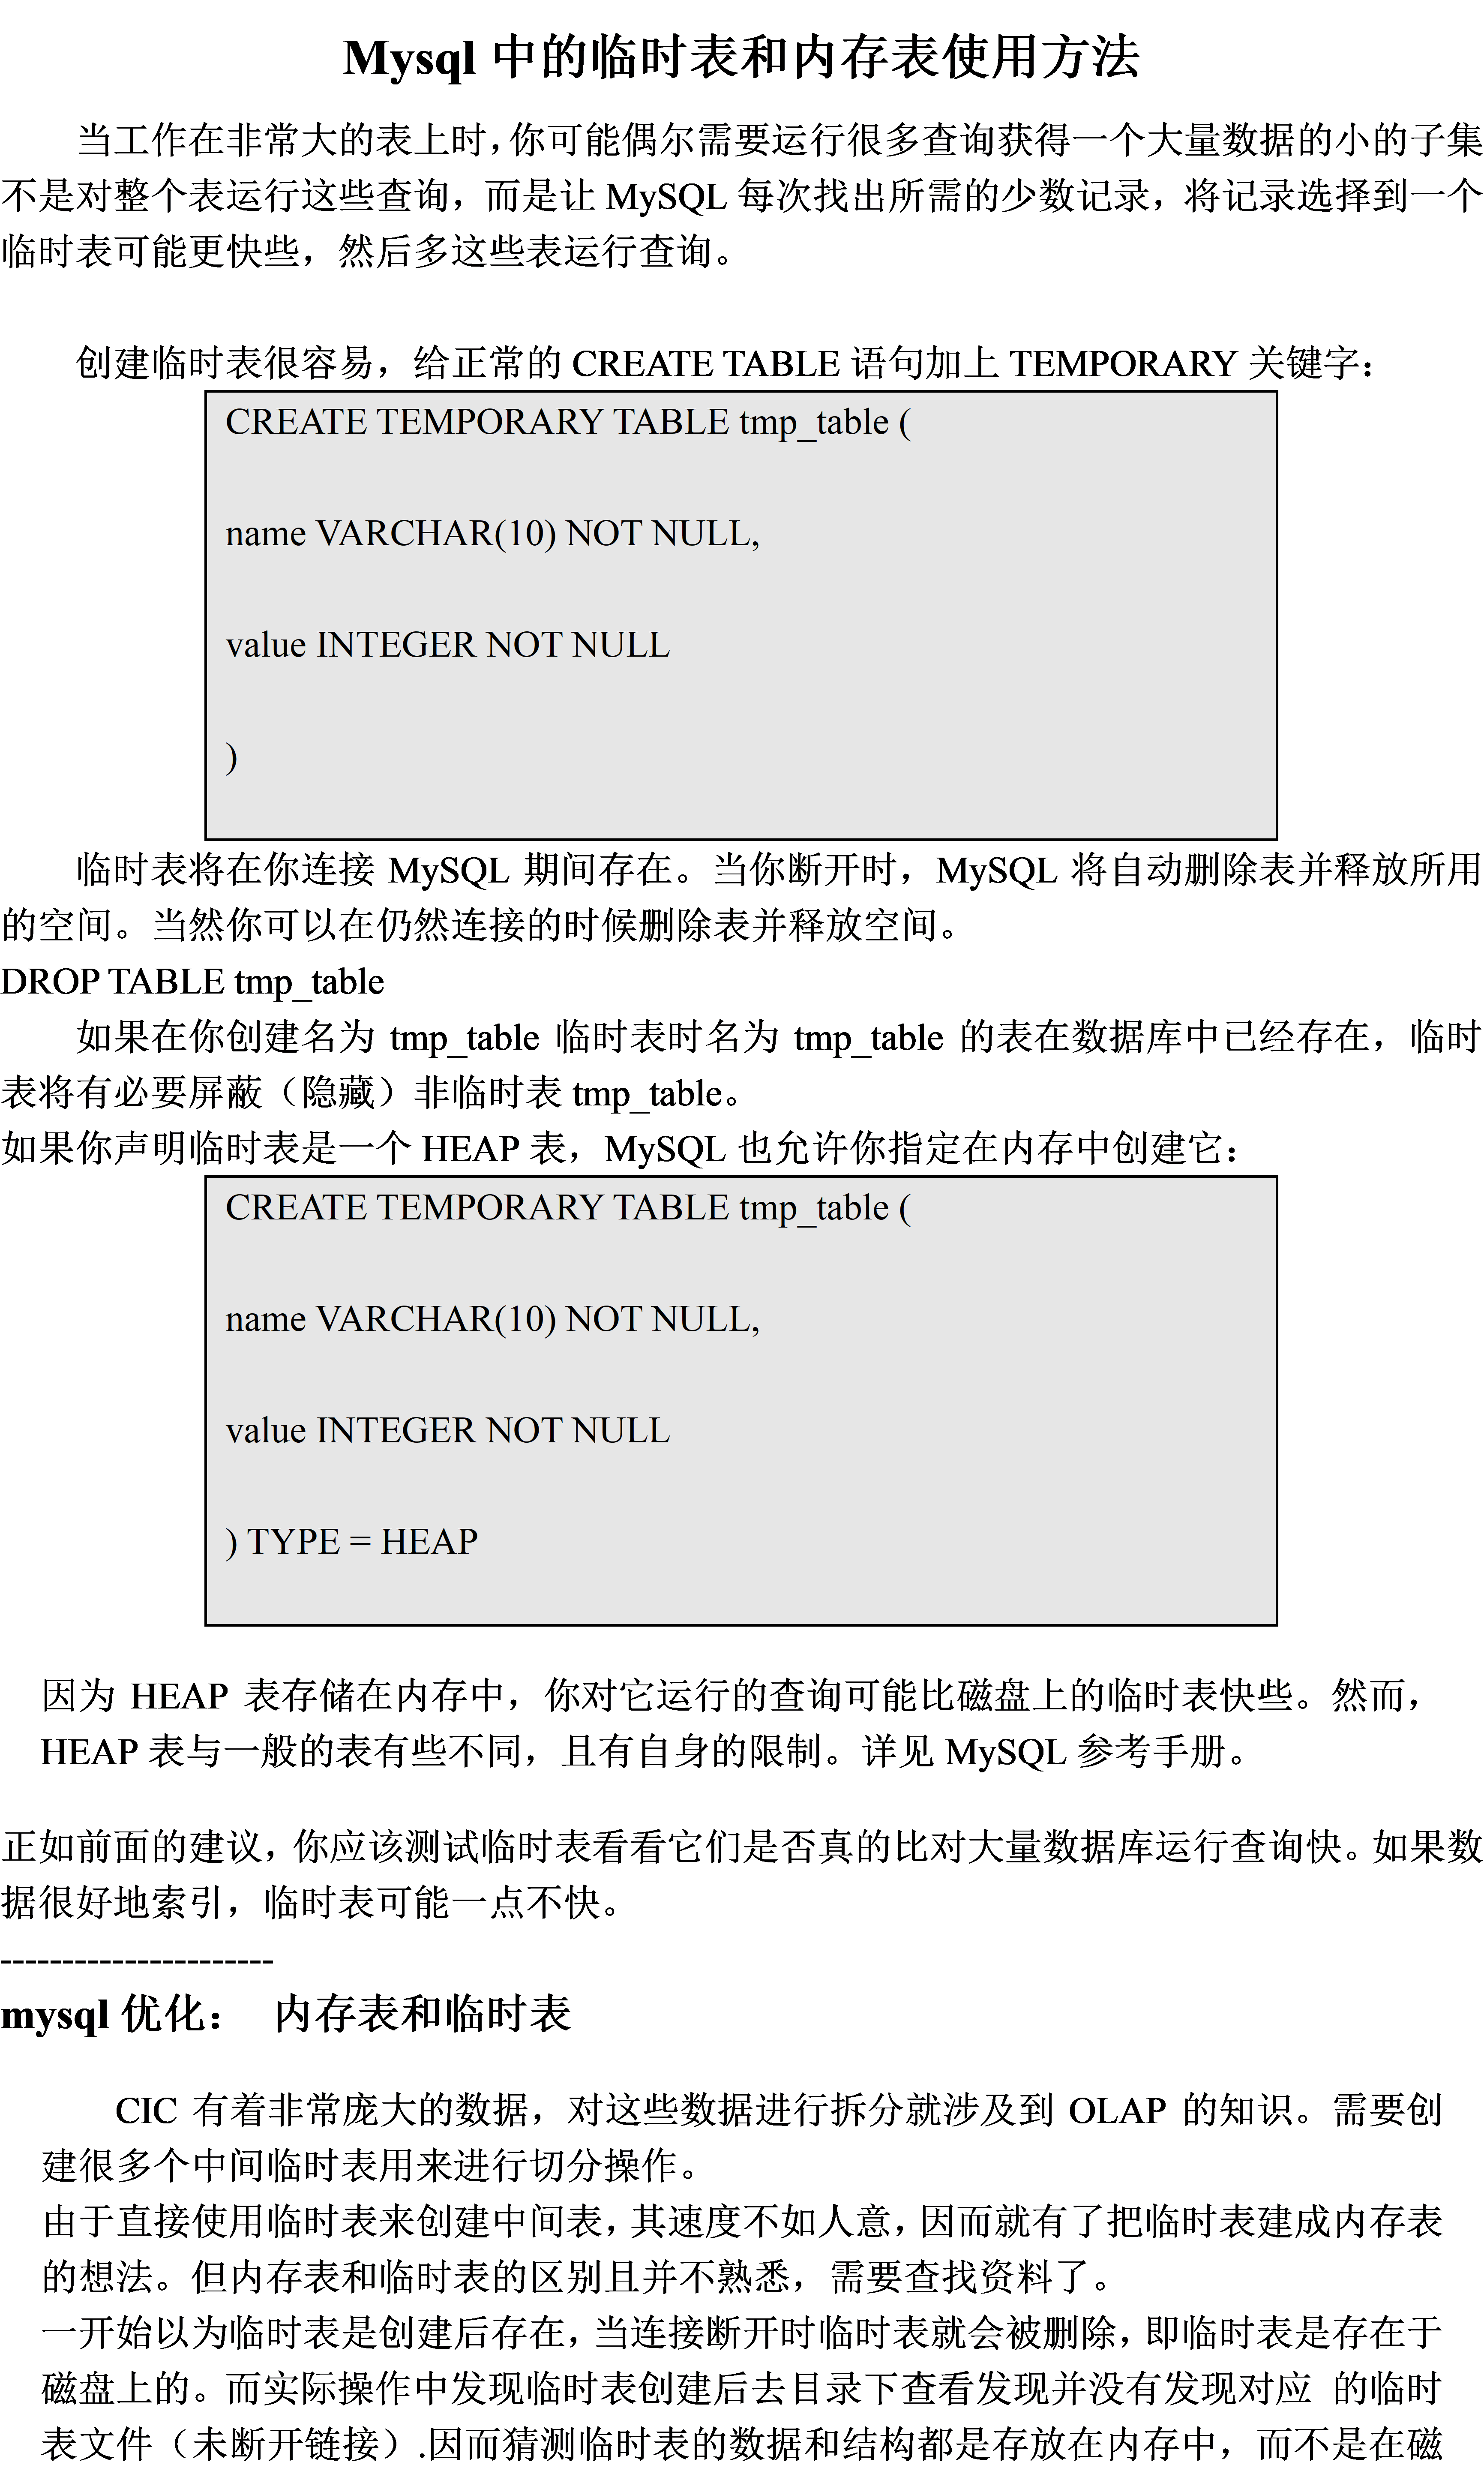 Mysql 中的临时表和内存表使用方法
当工作在非常大的表上时，你可能偶尔需要运行很多查询获得一个大量数据的小的子集
不是对整个表运行这些查询，而是让 MySQL 每次找出所需的少数记录，将记录选择到一个
临时表可能更快些，然后多这些表运行查询。
创建临时表很容易，给正常的 CREATE TABLE 语句加上 TEMPORARY 关键字：
CREATE TEMPORARY TABLE tmp_table (
name VARCHAR(10) NOT NULL,
value INTEGER NOT NULL
)
临时表将在你连接 MySQL 期间存在。当你断开时，MySQL 将自动删除表并释放所用
的空间。当然你可以在仍然连接的时候删除表并释放空间。
DROP TABLE tmp_table
如果在你创建名为 tmp_table 临时表时名为 tmp_table 的表在数据库中已经存在，临时
表将有必要屏蔽（隐藏）非临时表 tmp_table。
如果你声明临时表是一个 HEAP 表，MySQL 也允许你指定在内存中创建它：
CREATE TEMPORARY TABLE tmp_table (
name VARCHAR(10) NOT NULL,
value INTEGER NOT NULL
) TYPE = HEAP
因为 HEAP 表存储在内存中，你对它运行的查询可能比磁盘上的临时表快些。然而，
HEAP 表与一般的表有些不同，且有自身的限制。详见 MySQL 参考手册。
正如前面的建议，你应该测试临时表看看它们是否真的比对大量数据库运行查询快。如果数
据很好地索引，临时表可能一点不快。
----------------------
mysql 优化： 内存表和临时表
CIC 有着非常庞大的数据，对这些数据进行拆分就涉及到 OLAP 的知识。需要创
建很多个中间临时表用来进行切分操作。
由于直接使用临时表来创建中间表，其速度不如人意，因而就有了把临时表建成内存表
的想法。但内存表和临时表的区别且并不熟悉，需要查找资料了。
一开始以为临时表是创建后存在，当连接断开时临时表就会被删除，即临时表是存在于
磁盘上的。而实际操作中发现临时表创建后去目录下查看发现并没有发现对应 的临时
表文件（未断开链接）.因而猜测临时表的数据和结构都是存放在内存中，而不是在磁